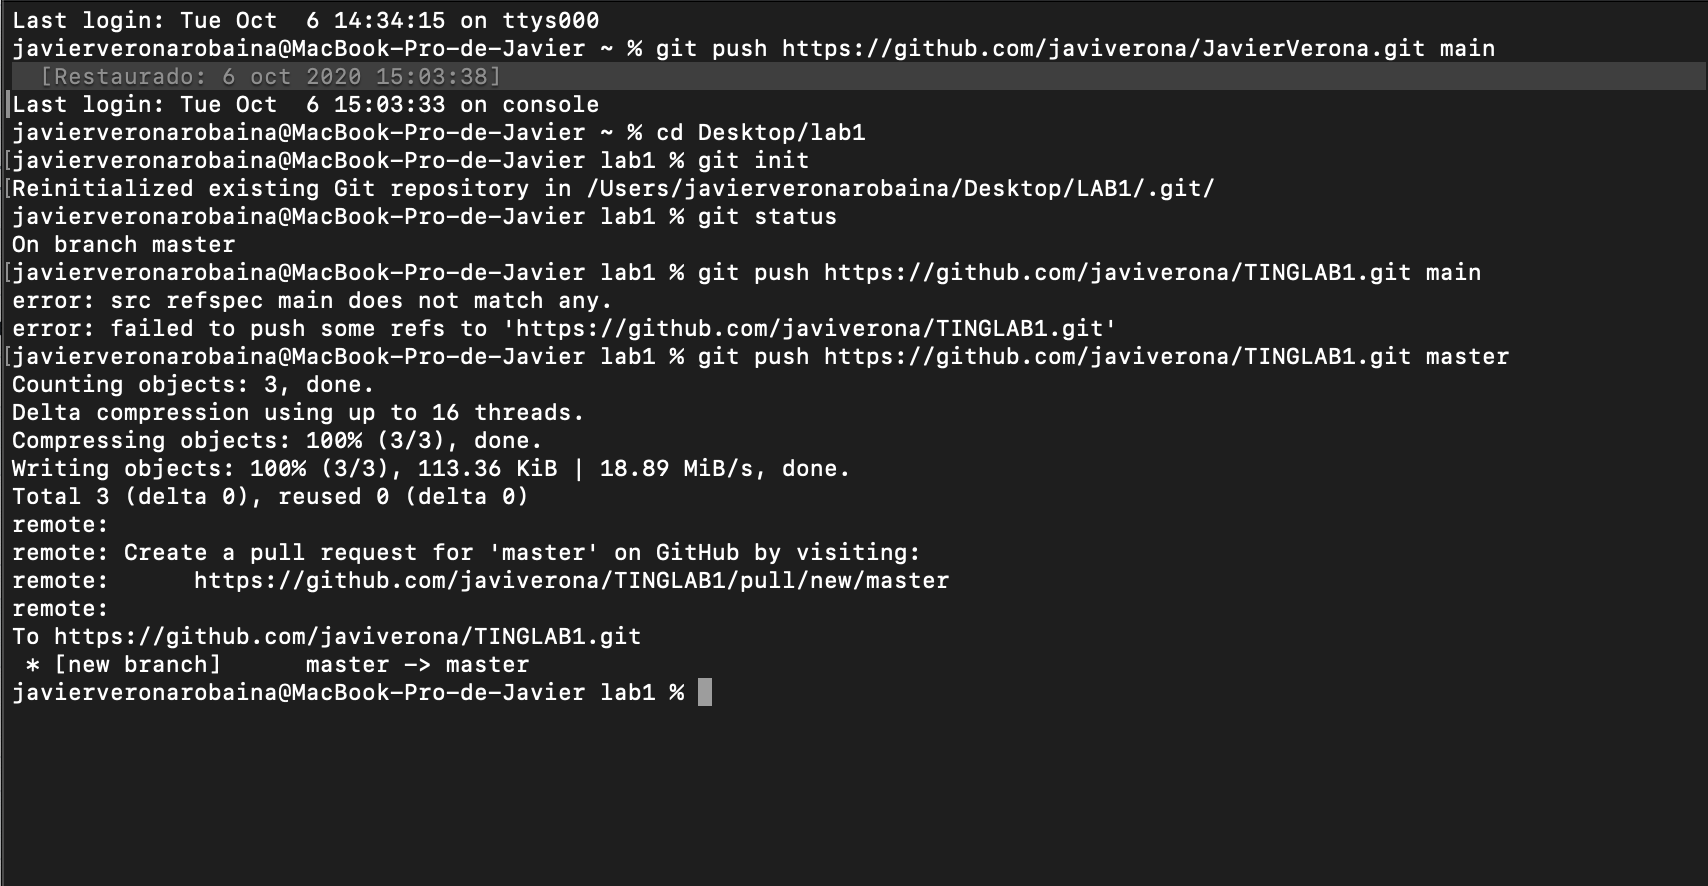 Last login: Tue Oct  6 14:34:15 on ttys000
javierveronarobaina@MacBook-Pro-de-Javier ~ % git push https://github.com/javiverona/JavierVerona.git main
  [Restaurado: 6 oct 2020 15:03:38]
Last login: Tue Oct  6 15:03:33 on console
javierveronarobaina@MacBook-Pro-de-Javier ~ % cd Desktop/lab1
[javierveronarobaina@MacBook-Pro-de-Javier lab1 % git init
[Reinitialized existing Git repository in /Users/javierveronarobaina/Desktop/LAB1/.git/
javierveronarobaina@MacBook-Pro-de-Javier lab1 % git status
On branch master
[javierveronarobaina@MacBook-Pro-de-Javier lab1 % git push https://github.com/javiverona/TINGLAB1.git main
error: src refspec main does not match any.
error: failed to push some refs to 'https://github.com/javiverona/TINGLAB1.git'
[javierveronarobaina@MacBook-Pro-de-Javier lab1 % git push https://github.com/javiverona/TINGLAB1.git master
Counting objects: 3, done.
Delta compression using up to 16 threads.
Compressing objects: 100% (3/3), done.
Writing objects: 100% (3/3), 113.36 KiB | 18.89 MiB/s, done.
Total 3 (delta 0), reused 0 (delta 0)
remote:
remote: Create a pull request for 'master' on GitHub by visiting:
remote:      https://github.com/javiverona/TINGLAB1/pull/new/master
remote:
To https://github.com/javiverona/TINGLAB1.git
 * [new branch]      master -> master
javierveronarobaina@MacBook-Pro-de-Javier lab1 %